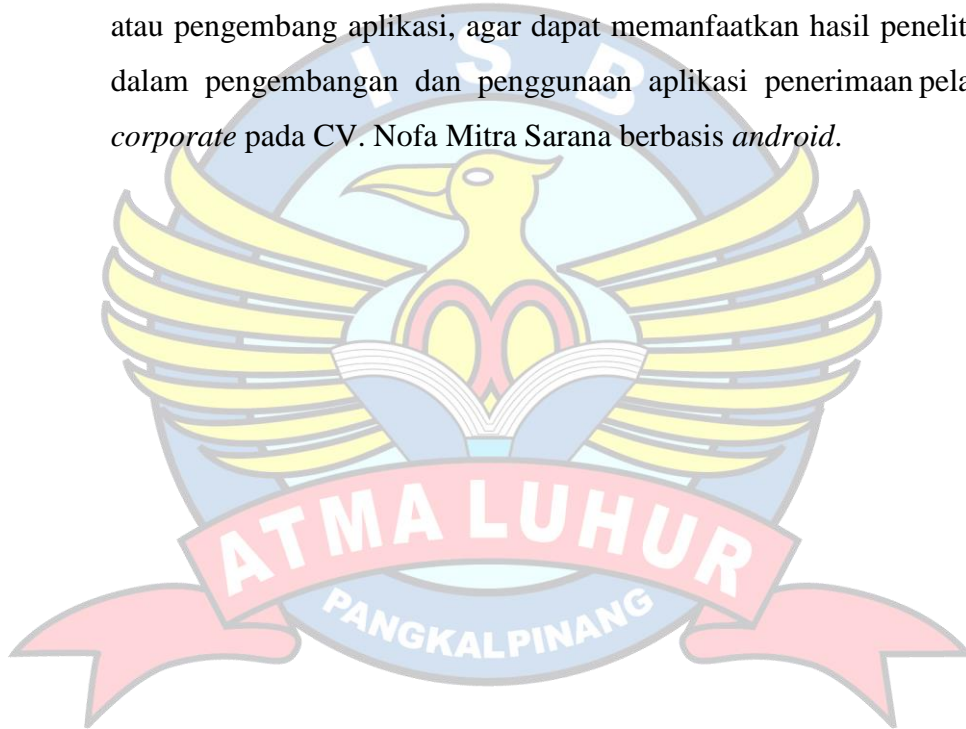 atau pengembang aplikasi, agar dapat memanfaatkan hasil penelit
dalam pengembangan dan penggunaan aplikasi penerimaan pela
corporate pada CV. Nofa Mitra Sarana berbasis android.
I S B
ATMA LUHUR
PANGKALPINANG